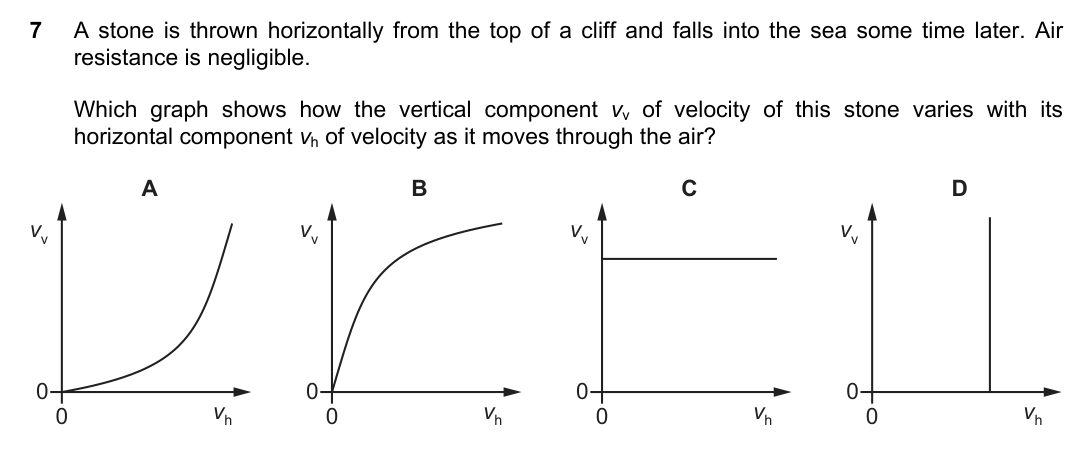 7 A stone is thrown horizontally from the top of a cliff and falls into the sea some time later. Air
resistance is negligible.
Which graph shows how the vertical component vᵥ of velocity of this stone varies with its
horizontal component vₕ of velocity as it moves through the air?
A B C D
vᵥ vᵥ vᵥ vᵥ
0 0 0 0
0 vₕ 0 vₕ 0 vₕ 0 vₕ